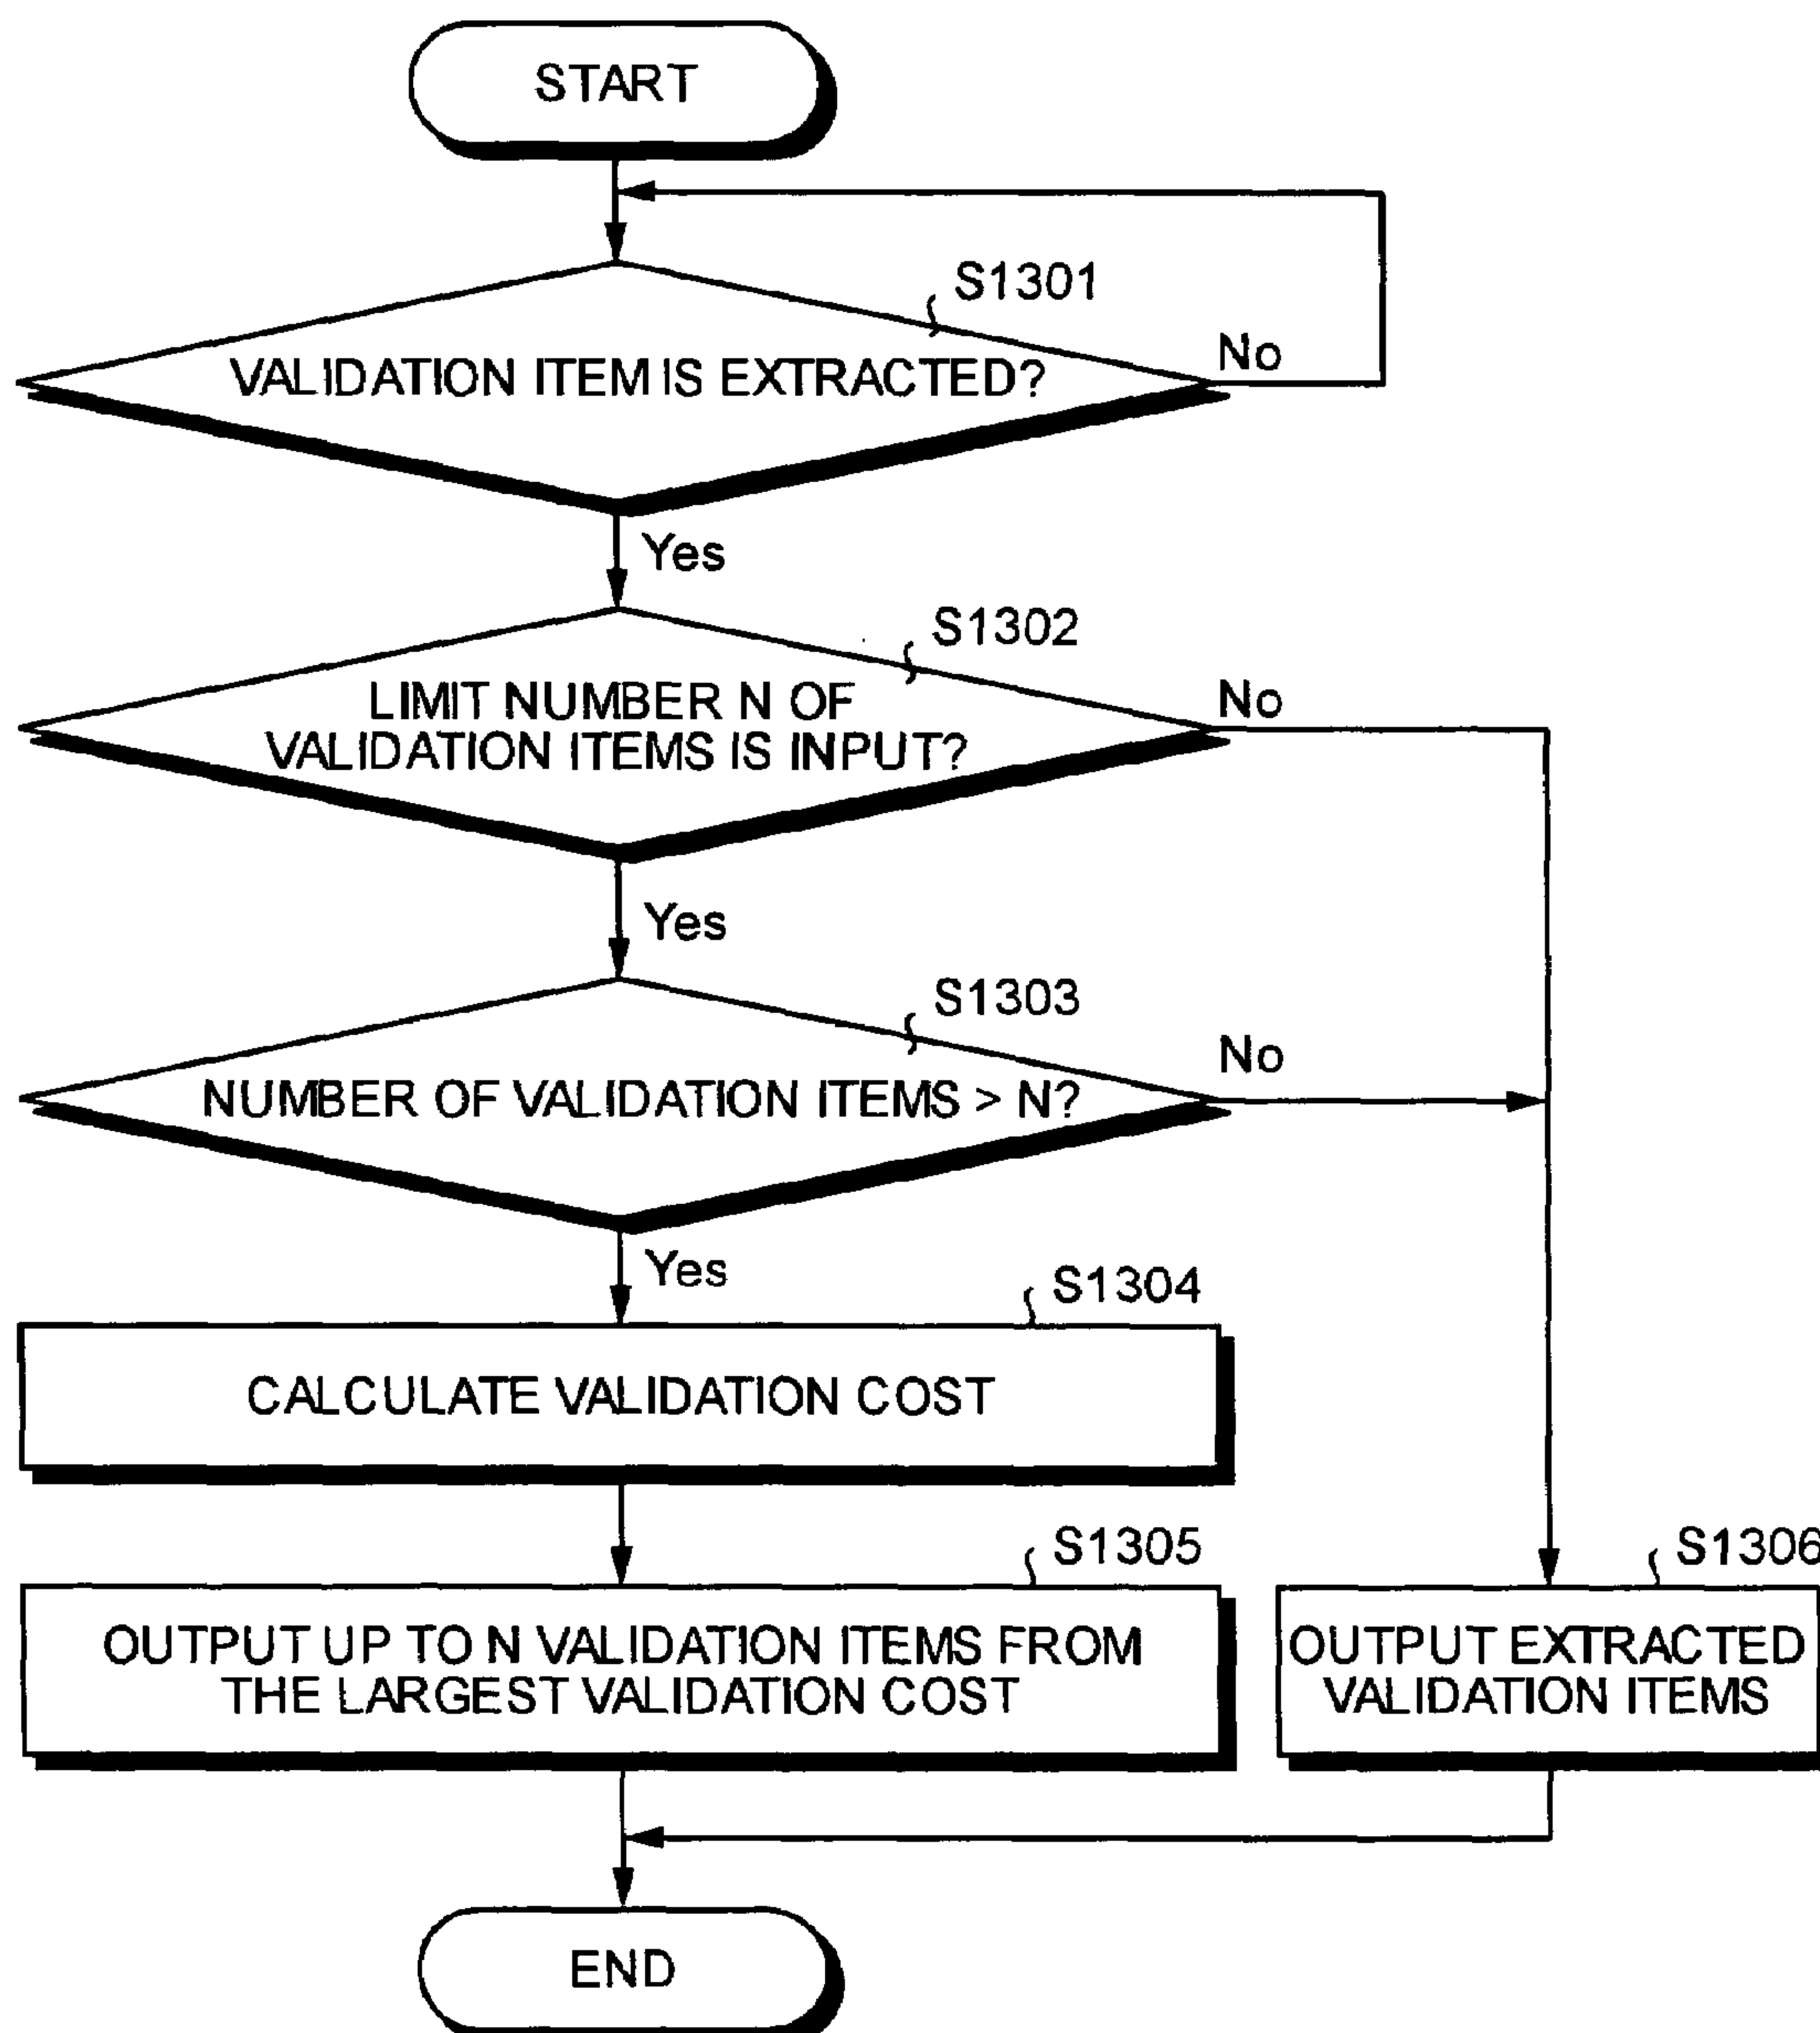 START
S1301
VALIDATION ITEM IS EXTRACTED?
No
Yes
S1302
LIMIT NUMBER N OF
VALIDATION ITEMS IS INPUT?
No
Yes
S1303
NUMBER OF VALIDATION ITEMS > N?
No
Yes
S1304
CALCULATE VALIDATION COST
S1305
OUTPUT UP TO N VALIDATION ITEMS FROM
THE LARGEST VALIDATION COST
S1306
OUTPUT EXTRACTED
VALIDATION ITEMS
END